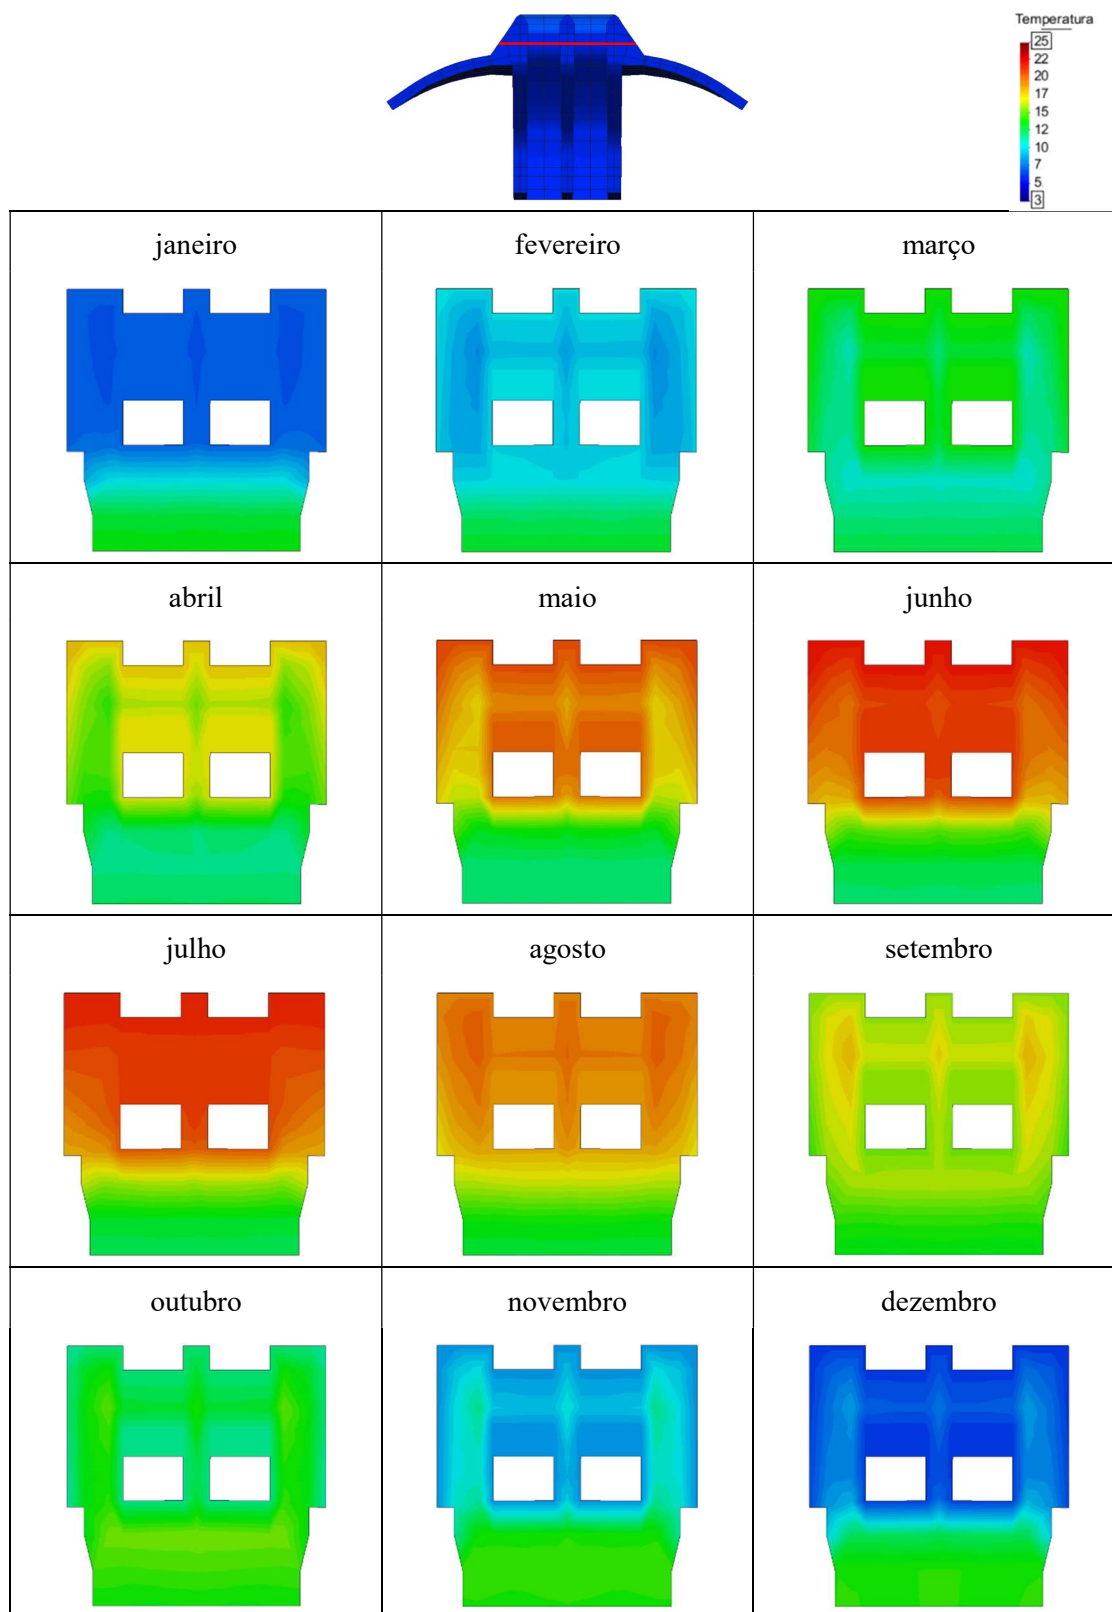 Temperatura
25
22
20
17
15
12
10
7
5
3
janeiro
fevereiro
março
abril
maio
junho
julho
agosto
setembro
outubro
novembro
dezembro